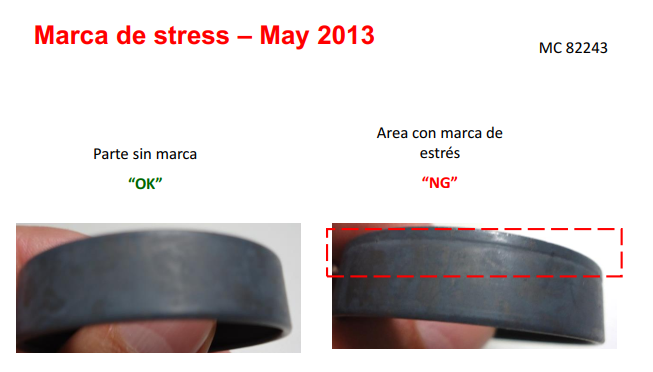 Marca de stress – May 2013
MC 82243
Parte sin marca
“OK”
Area con marca de
estrés
“NG”